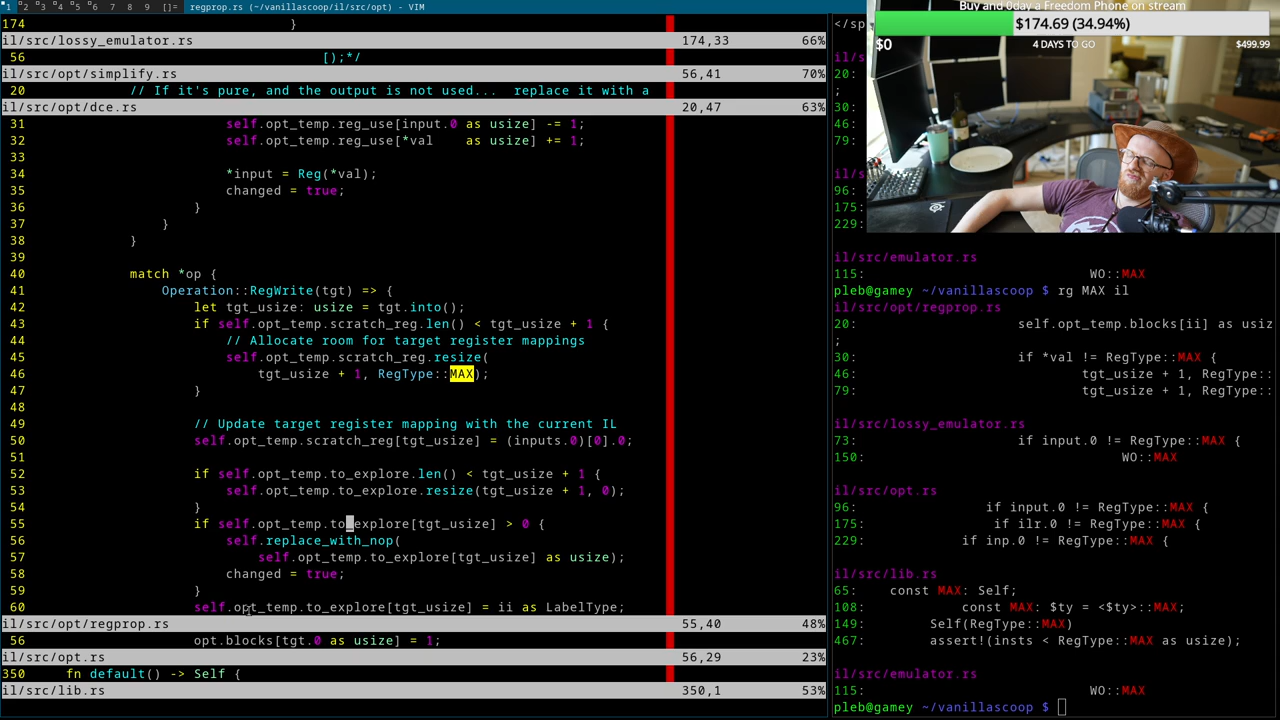 1 2 3 4 5 6 7 8 9 []= regprop.rs (~/vanillascoop/il/src/opt) - VIM
174 }
il/src/lossy_emulator.rs 174,33 66%
56 [);*/
il/src/opt/simplify.rs 56,41 70%
20 // If it's pure, and the output is not used... replace it with a
il/src/opt/dce.rs 20,47 63%
31 self.opt_temp.reg_use[input.0 as usize] -= 1;
32 self.opt_temp.reg_use[*val as usize] += 1;
33
34 *input = Reg(*val);
35 changed = true;
36 }
37 }
38 }
39
40 match *op {
41 Operation::RegWrite(tgt) => {
42 let tgt_usize: usize = tgt.into();
43 if self.opt_temp.scratch_reg.len() < tgt_usize + 1 {
44 // Allocate room for target register mappings
45 self.opt_temp.scratch_reg.resize(
46 tgt_usize + 1, RegType::MAX);
47 }
48
49 // Update target register mapping with the current IL
50 self.opt_temp.scratch_reg[tgt_usize] = (inputs.0)[0].0;
51
52 if self.opt_temp.to_explore.len() < tgt_usize + 1 {
53 self.opt_temp.to_explore.resize(tgt_usize + 1, 0);
54 }
55 if self.opt_temp.to_explore[tgt_usize] > 0 {
56 self.replace_with_nop(
57 self.opt_temp.to_explore[tgt_usize] as usize);
58 changed = true;
59 }
60 self.opt_temp.to_explore[tgt_usize] = ii as LabelType;
il/src/opt/regprop.rs 55,40 48%
56 opt.blocks[tgt.0 as usize] = 1;
il/src/opt.rs 56,29 23%
350 fn default() -> Self {
il/src/lib.rs 350,1 53%
</sp
il/s
20:
;
30:
46:
79:
il/s
96:
175:
229:
il/src/emulator.rs
115: WO::MAX
pleb@gamey ~/vanillascoop $ rg MAX il
il/src/opt/regprop.rs
20: self.opt_temp.blocks[ii] as usiz
;
30: if *val != RegType::MAX {
46: tgt_usize + 1, RegType::
79: tgt_usize + 1, RegType::
il/src/lossy_emulator.rs
73: if input.0 != RegType::MAX {
150: WO::MAX
il/src/opt.rs
96: if input.0 != RegType::MAX {
175: if ilr.0 != RegType::MAX {
229: if inp.0 != RegType::MAX {
il/src/lib.rs
65: const MAX: Self;
108: const MAX: $ty = <$ty>::MAX;
149: Self(RegType::MAX)
467: assert!(insts < RegType::MAX as usize);
il/src/emulator.rs
115: WO::MAX
pleb@gamey ~/vanillascoop $
Buy and 0day a Freedom Phone on stream
$174.69 (34.94%)
$0 4 DAYS TO GO $499.99